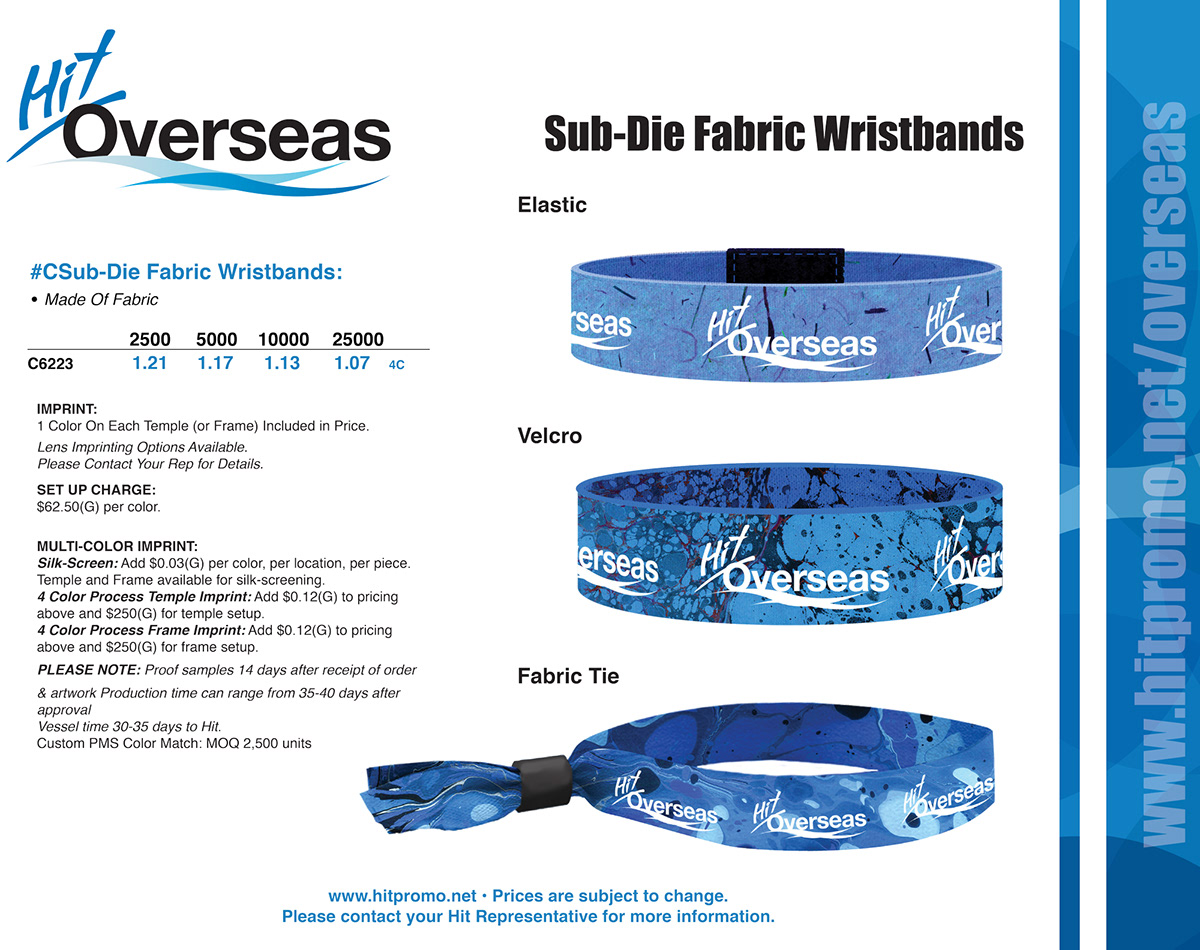 Hit
Overseas
#CSub-Die Fabric Wristbands:
• Made Of Fabric
2500 5000 10000 25000
C6223 1.21 1.17 1.13 1.07 4C
IMPRINT:
1 Color On Each Temple (or Frame) Included in Price.
Lens Imprinting Options Available.
Please Contact Your Rep for Details.
SET UP CHARGE:
$62.50(G) per color.
MULTI-COLOR IMPRINT:
Silk-Screen: Add $0.03(G) per color, per location, per piece.
Temple and Frame available for silk-screening.
4 Color Process Temple Imprint: Add $0.12(G) to pricing
above and $250(G) for temple setup.
4 Color Process Frame Imprint: Add $0.12(G) to pricing
above and $250(G) for frame setup.
PLEASE NOTE: Proof samples 14 days after receipt of order
& artwork Production time can range from 35-40 days after
approval
Vessel time 30-35 days to Hit.
Custom PMS Color Match: MOQ 2,500 units
Sub-Die Fabric Wristbands
Elastic
rseas
Hit
Overseas
Hit
Over
Velcro
erseas
Hit
Overseas
Hit
Overs
Fabric Tie
Hit
Overseas
Hit
Overseas
Hit
Overseas
www.hitpromo.net • Prices are subject to change.
Please contact your Hit Representative for more information.
www.hitpromo.net/overseas